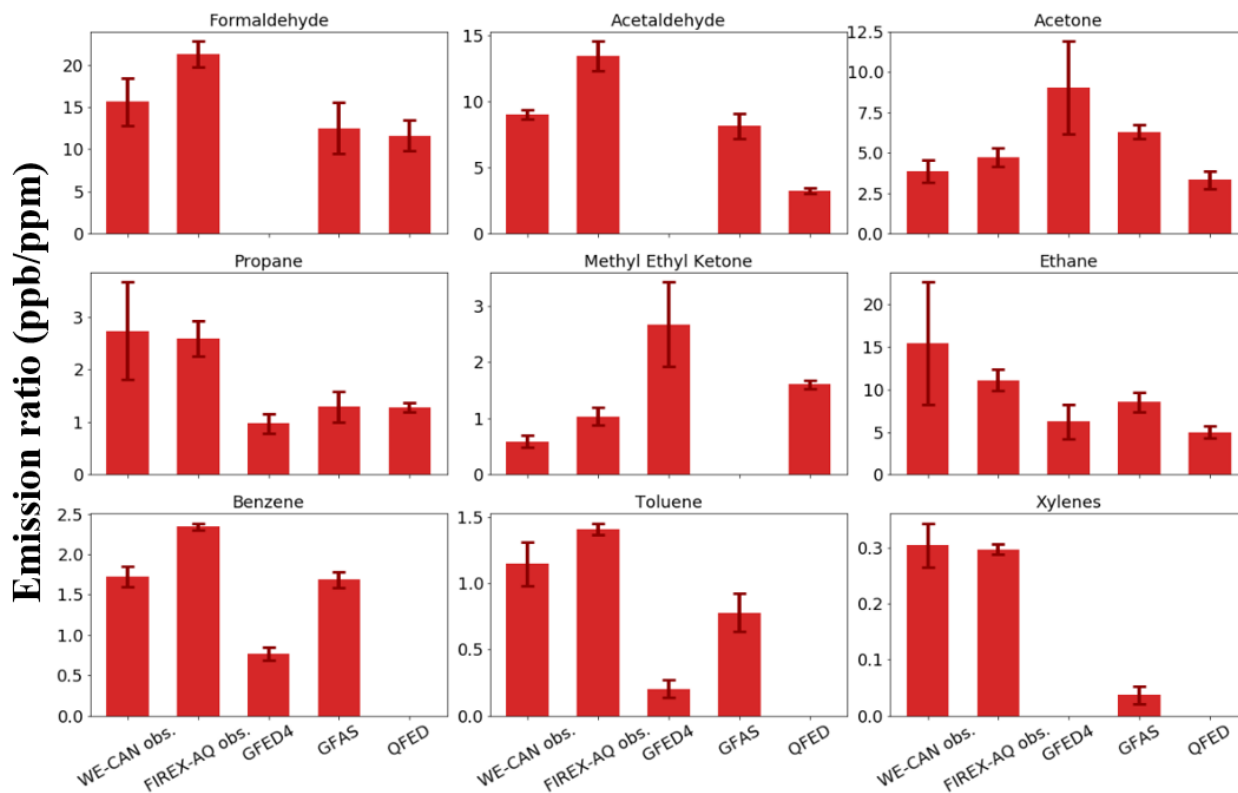 Emission ratio (ppb/ppm)
Formaldehyde
20
15
10
5
0
Acetaldehyde
15
10
5
0
Acetone
12.5
10.0
7.5
5.0
2.5
0.0
Propane
3
2
1
0
Methyl Ethyl Ketone
3
2
1
0
Ethane
20
15
10
5
0
Benzene
2.5
2.0
1.5
1.0
0.5
0.0
Toluene
1.5
1.0
0.5
0.0
Xylenes
0.3
0.2
0.1
0.0
WE-CAN obs.
FIREX-AQ obs.
GFED4
GFAS
QFED
WE-CAN obs.
FIREX-AQ obs.
GFED4
GFAS
QFED
WE-CAN obs.
FIREX-AQ obs.
GFED4
GFAS
QFED